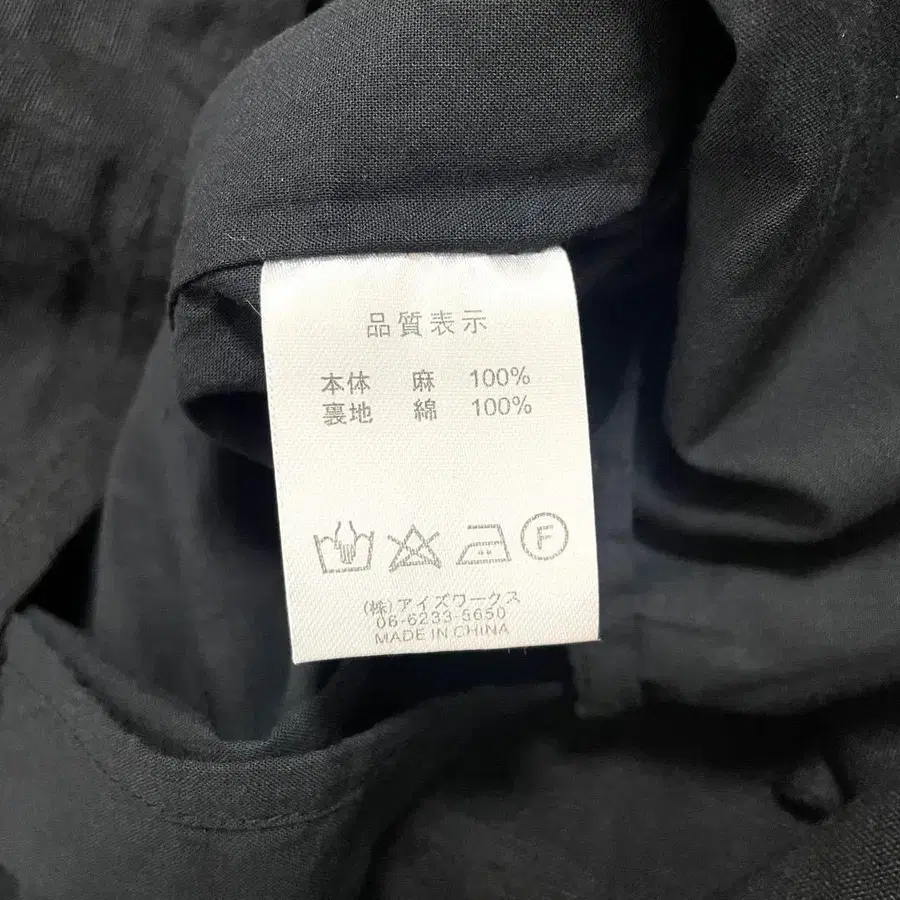 品質表示
本体 麻 100%
裏地 綿 100%
F
(株)アイズワークス
06-6233-5650
MADE IN CHINA